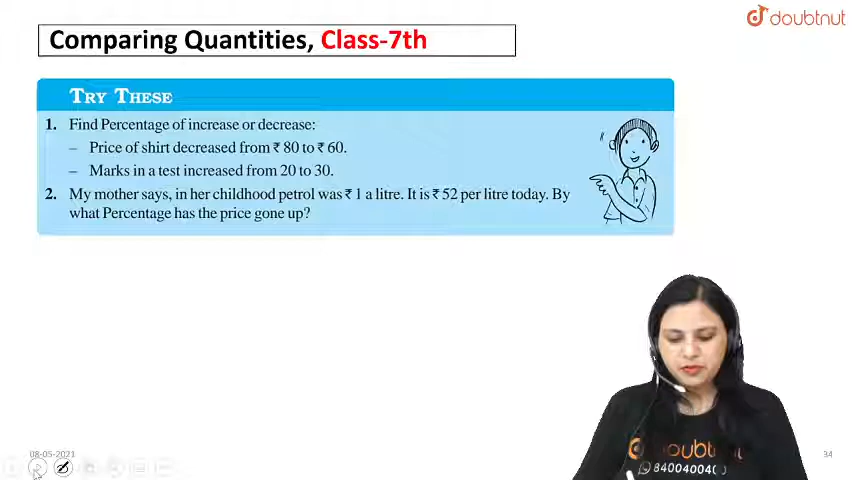 doubtnut
Comparing Quantities, Class-7th
TRY THESE
1. Find Percentage of increase or decrease:
– Price of shirt decreased from ₹ 80 to ₹ 60.
– Marks in a test increased from 20 to 30.
2. My mother says, in her childhood petrol was ₹ 1 a litre. It is ₹ 52 per litre today. By
what Percentage has the price gone up?
doubtnut
08-05-2021